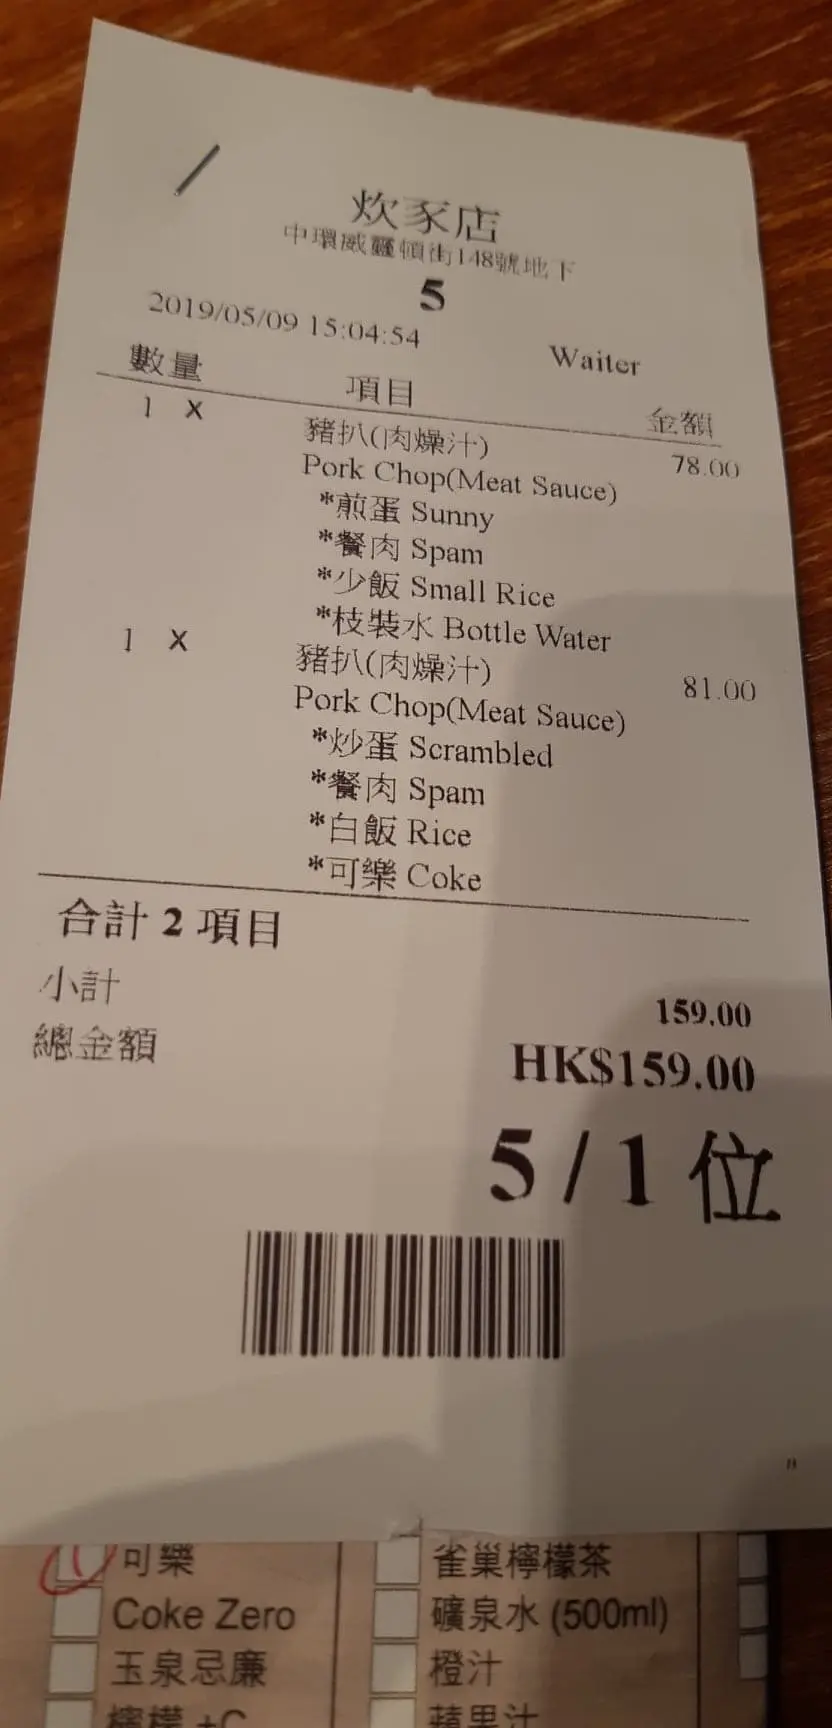 炊家店
中環威靈頓街148號地下
5
2019/05/09 15:04:54 Waiter
數量 項目 金額
1 X 豬扒(肉燥汁) 78.00
Pork Chop(Meat Sauce)
*煎蛋 Sunny
*餐肉 Spam
*少飯 Small Rice
*枝裝水 Bottle Water
1 X 豬扒(肉燥汁) 81.00
Pork Chop(Meat Sauce)
*炒蛋 Scrambled
*餐肉 Spam
*白飯 Rice
*可樂 Coke
合計 2 項目
小計 159.00
總金額 HK$159.00
5 / 1 位
可樂 雀巢檸檬茶
Coke Zero 礦泉水 (500ml)
玉泉忌廉 橙汁
檸檬 +C 蘋果汁